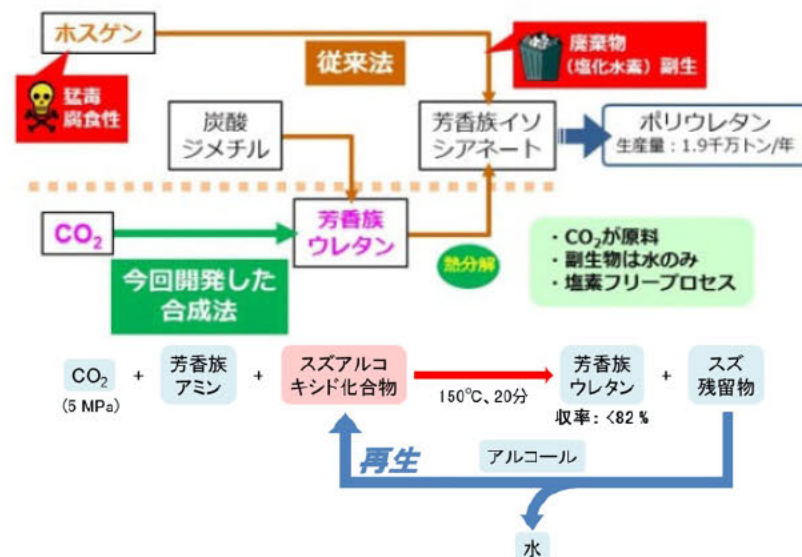 ホスゲン
従来法
廃棄物
(塩化水素)副生
猛毒
腐食性
炭酸
ジメチル
芳香族イソ
シアネート
ポリウレタン
生産量：1.9千万トン/年
CO₂
芳香族
ウレタン
熱分解
今回開発した
合成法
・CO₂が原料
・副生物は水のみ
・塩素フリープロセス
CO₂
(5 MPa)
+
芳香族
アミン
+
スズアルコ
キシド化合物
150℃、20分
芳香族
ウレタン
収率：<82 %
+
スズ
残留物
再生
アルコール
水